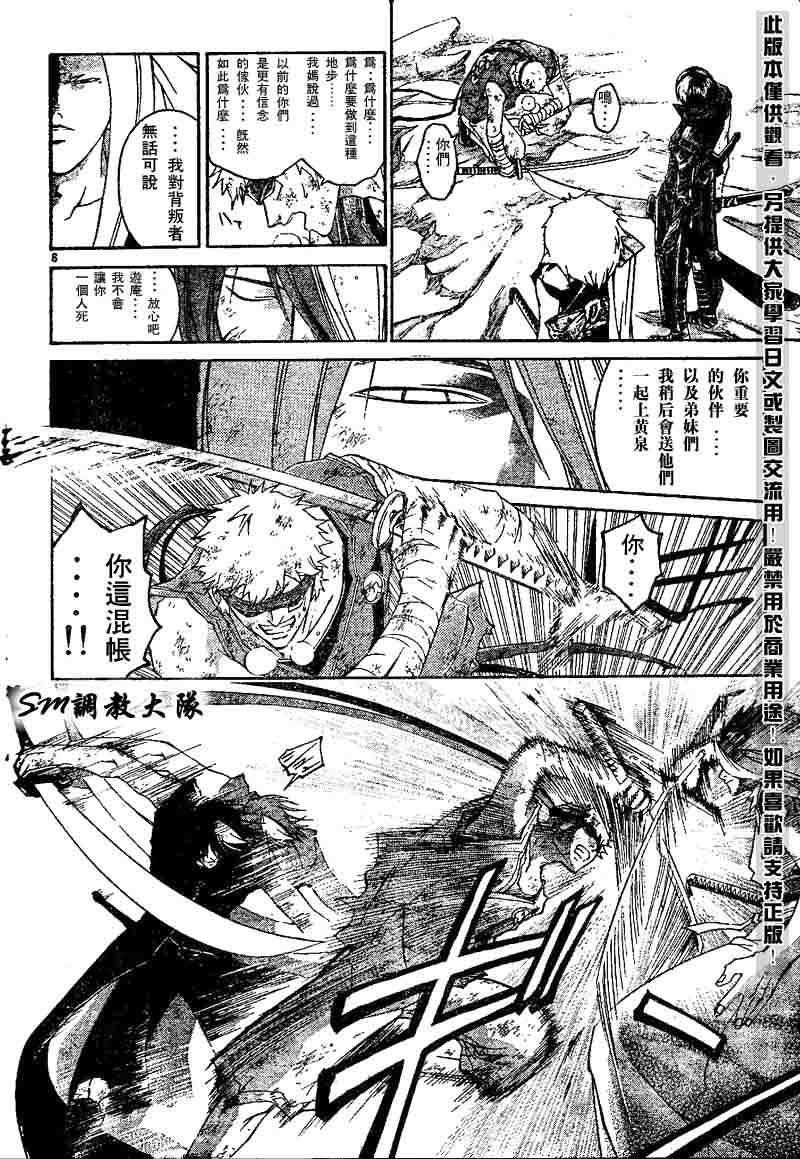 嗚…
…你們
為…為什麼…
為什麼要做到這種
地步……
我媽說過…
以前的你們
是更有信念
的傢伙…既然
如此為什麼…
…我對背叛者
無話可說
8
…放心吧
遊庵…
我不會
讓你
一個人死
你重要
的伙伴…
以及弟妹們
我稍后會送他們
一起上黄泉
……
你…
你這混帳
…!!
SM調教大隊
此版本僅供觀看．另提供大家學習日文或製圖交流用！嚴禁用於商業用途！如果喜歡請支持正版！